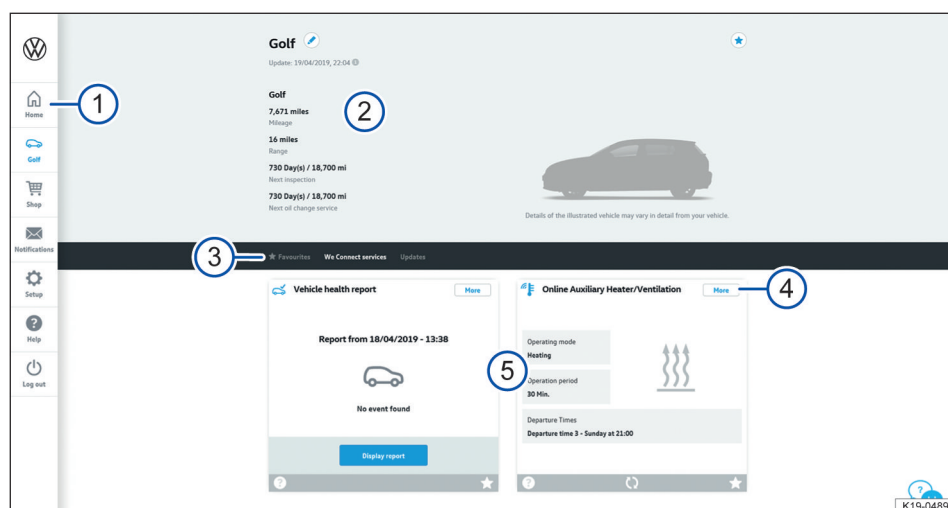 Home
Golf
Shop
Notifications
Setup
Help
Log out
1
Golf
Update: 19/04/2019, 22:04
Golf
7,671 miles
Mileage
16 miles
Range
730 Day(s) / 18,700 mi
Next inspection
730 Day(s) / 18,700 mi
Next oil change service
2
Details of the illustrated vehicle may vary in detail from your vehicle.
3
Favourites We Connect services Updates
Vehicle health report More
Report from 18/04/2019 - 13:38
No event found
Display report
?
Online Auxiliary Heater/Ventilation More
4
Operating mode
Heating
5
Operation period
30 Min.
Departure Times
Departure time 3 - Sunday at 21:00
?
?
K19-0489